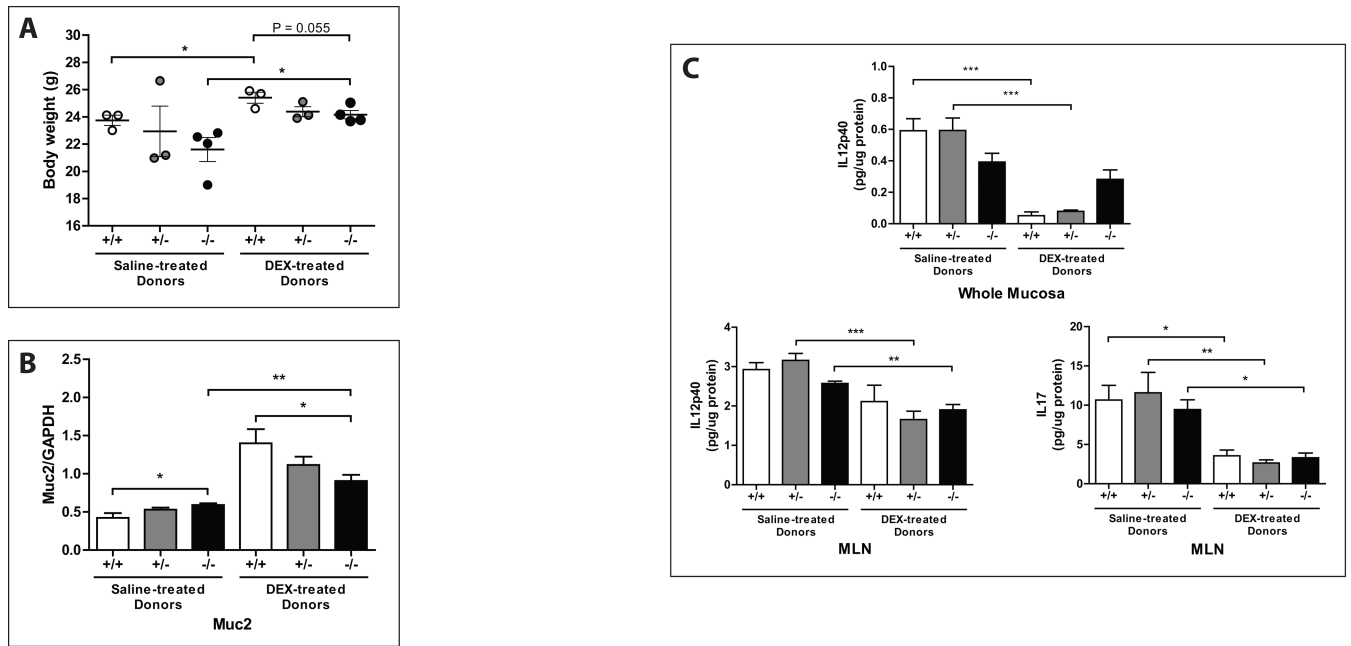 A
P = 0.055
*
*
Body weight (g)
30
28
26
24
22
20
18
16
+/+ +/- -/- +/+ +/- -/-
Saline-treated Donors
DEX-treated Donors
B
**
*
*
Muc2/GAPDH
2.5
2.0
1.5
1.0
0.5
0.0
+/+ +/- -/- +/+ +/- -/-
Saline-treated Donors
DEX-treated Donors
Muc2
C
***
***
IL12p40
(pg/ug protein)
1.0
0.8
0.6
0.4
0.2
0.0
+/+ +/- -/- +/+ +/- -/-
Saline-treated Donors
DEX-treated Donors
Whole Mucosa
***
**
IL12p40
(pg/ug protein)
4
3
2
1
0
+/+ +/- -/- +/+ +/- -/-
Saline-treated Donors
DEX-treated Donors
MLN
*
**
*
IL17
(pg/ug protein)
20
15
10
5
0
+/+ +/- -/- +/+ +/- -/-
Saline-treated Donors
DEX-treated Donors
MLN